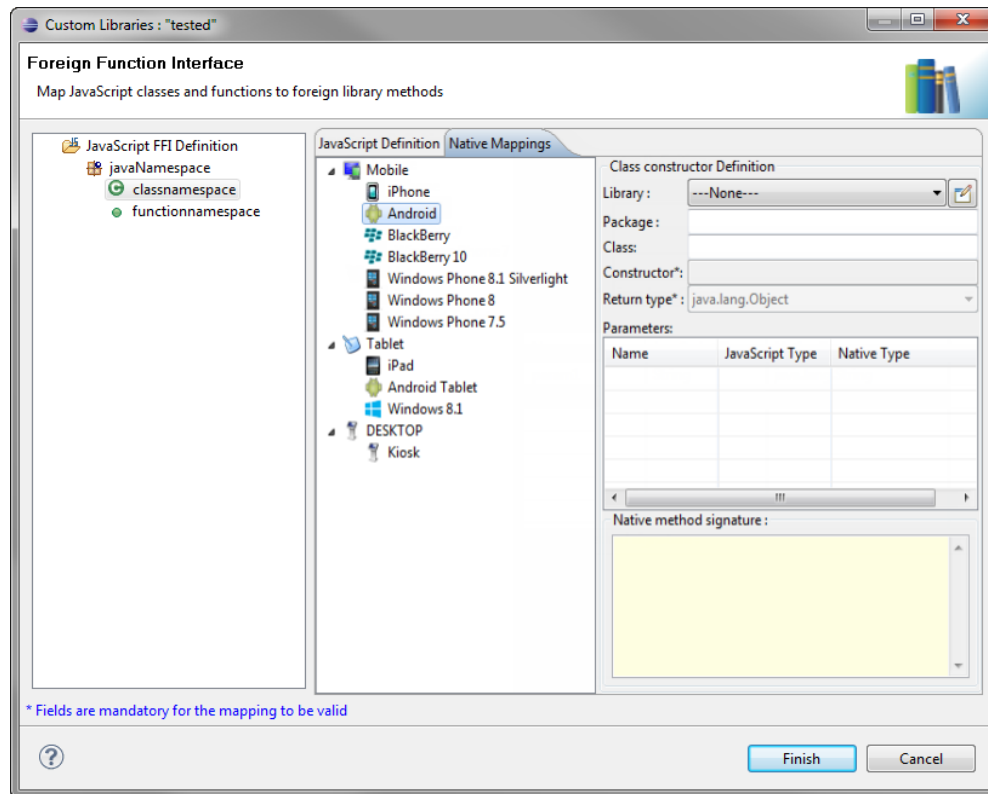 Custom Libraries : "tested"
Foreign Function Interface
Map JavaScript classes and functions to foreign library methods
JavaScript FFI Definition
javaNamespace
classnamespace
functionnamespace
JavaScript Definition
Native Mappings
Mobile
iPhone
Android
BlackBerry
BlackBerry 10
Windows Phone 8.1 Silverlight
Windows Phone 8
Windows Phone 7.5
Tablet
iPad
Android Tablet
Windows 8.1
DESKTOP
Kiosk
Class constructor Definition
Library : ---None---
Package :
Class:
Constructor*:
Return type* : java.lang.Object
Parameters:
Name JavaScript Type Native Type
Native method signature :
* Fields are mandatory for the mapping to be valid
Finish Cancel